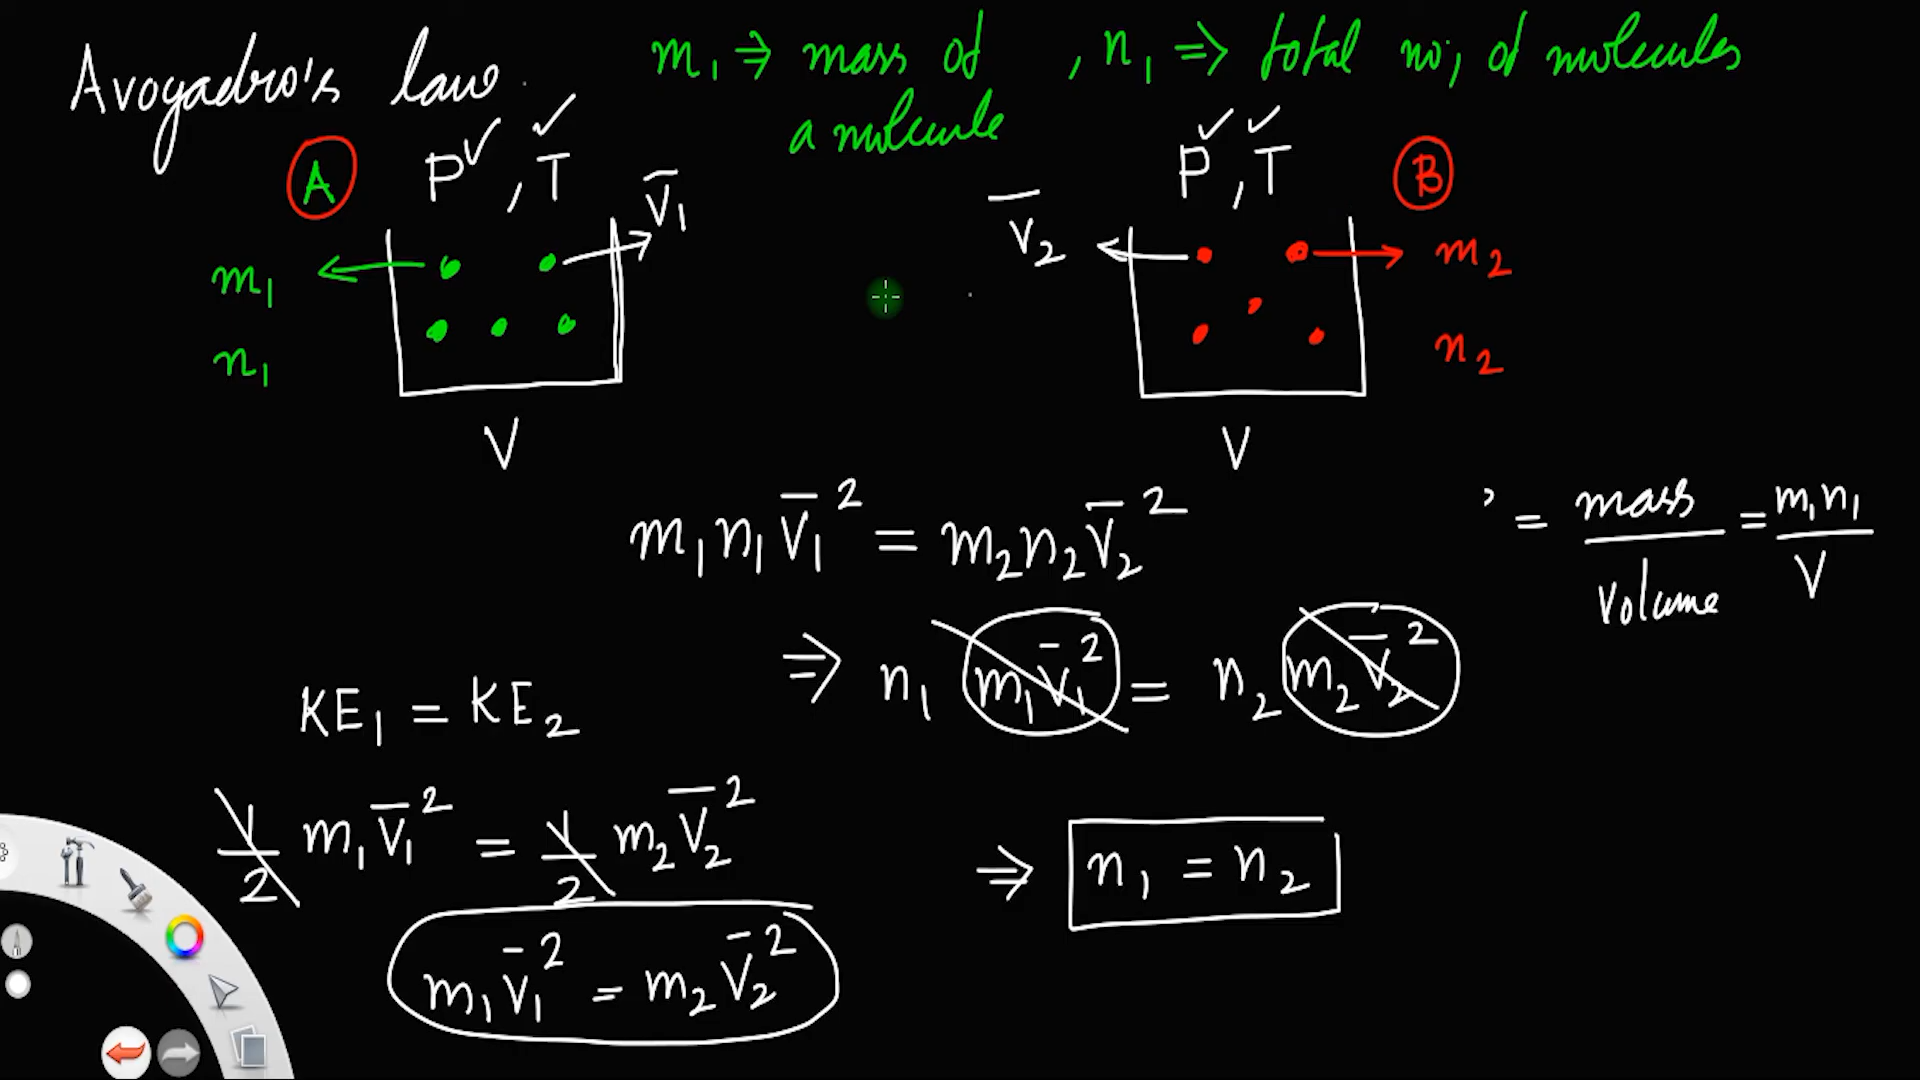 Avogadro's law
m₁ ⇒ mass of a molecule , n₁ ⇒ total no; of molecules
A P✓ , T✓ V̄₁
V̄₂ P✓ , T✓ B
m₁ m₂
n₁ n₂
V V
m₁n₁V̄₁² = m₂n₂V̄₂²
= mass/volume = m₁n₁/V
⇒ n₁ m₁V̄₁² = n₂ m₂V̄₂²
KE₁ = KE₂
1/2 m₁V̄₁² = 1/2 m₂V̄₂²
⇒ n₁ = n₂
m₁V̄₁² = m₂V̄₂²